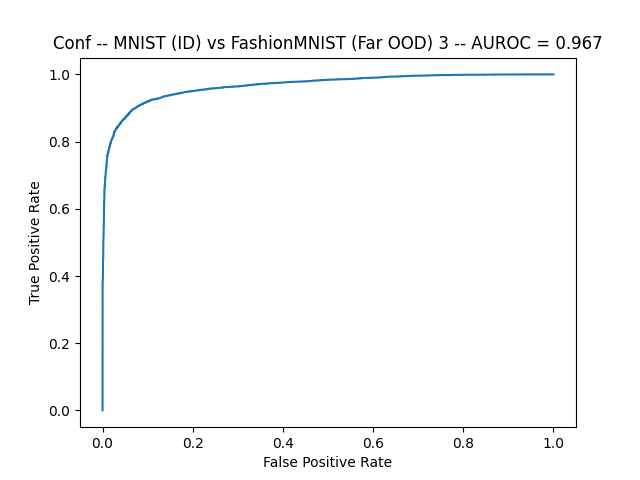 Conf -- MNIST (ID) vs FashionMNIST (Far OOD) 3 -- AUROC = 0.967
True Positive Rate
1.0
0.8
0.6
0.4
0.2
0.0
0.0 0.2 0.4 0.6 0.8 1.0
False Positive Rate